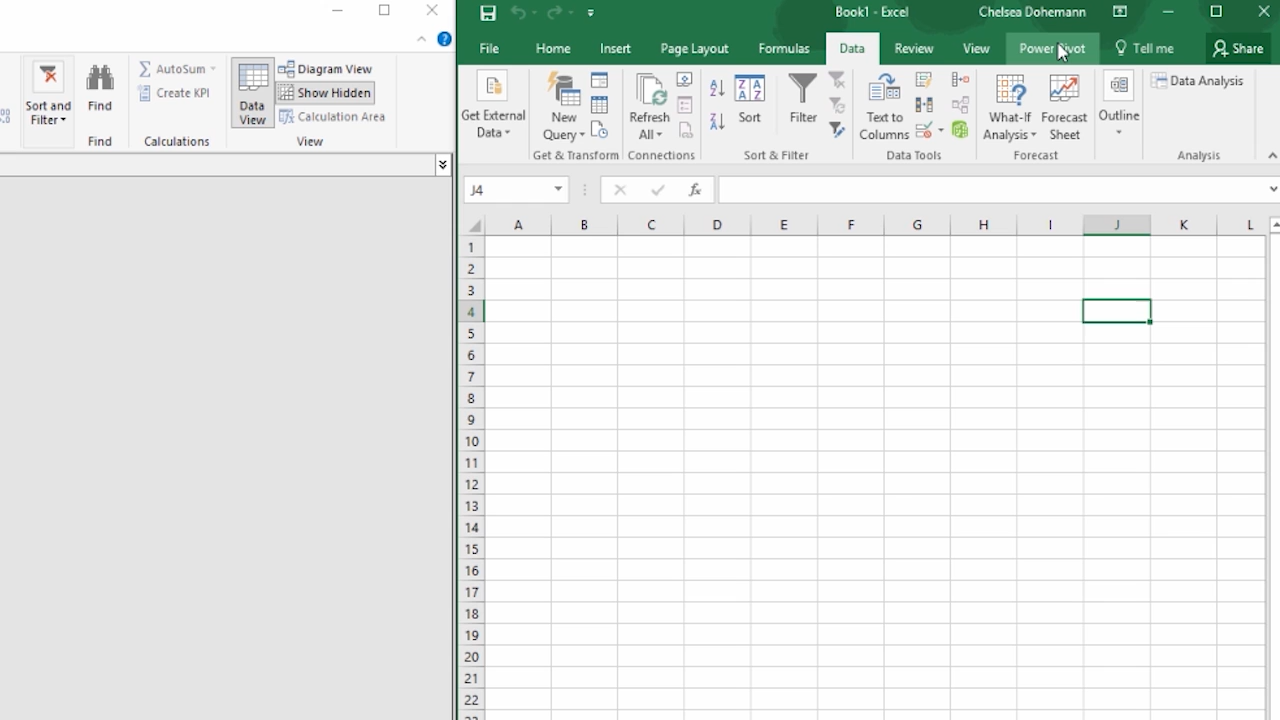 Book1 - Excel
Chelsea Dohemann
File
Home
Insert
Page Layout
Formulas
Data
Review
View
Tell me
Share
Sort and
Filter
Find
Find
AutoSum
Create KPI
Calculations
Data
View
Diagram View
Show Hidden
Calculation Area
View
Get External
Data
New
Query
Get & Transform
Refresh
All
Connections
Sort
Filter
Sort & Filter
Text to
Columns
Data Tools
What-If
Analysis
Forecast
Sheet
Forecast
Outline
Data Analysis
Analysis
J4
fx
A B C D E F G H I J K L
1
2
3
4
5
6
7
8
9
10
11
12
13
14
15
16
17
18
19
20
21
22